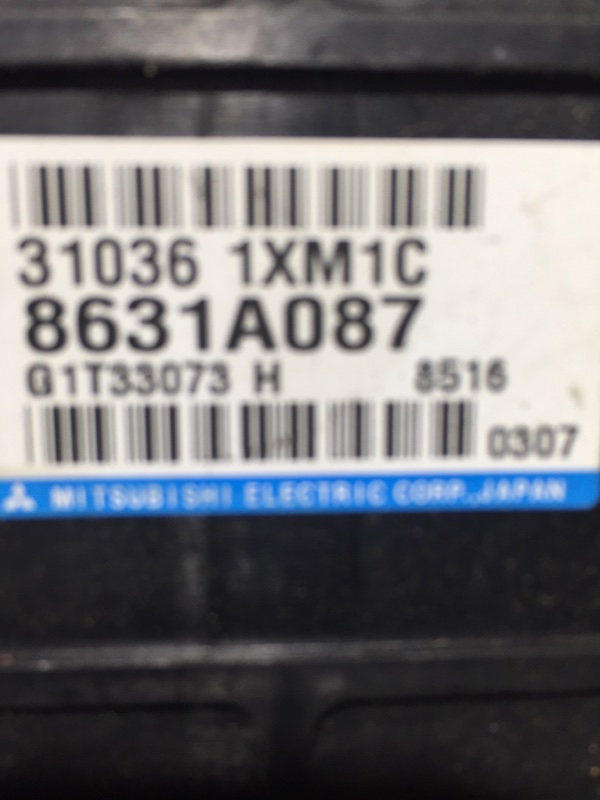 31036 1XM1C
8631A087
G1T33073 H 8516
0307
MITSUBISHI ELECTRIC CORP., JAPAN